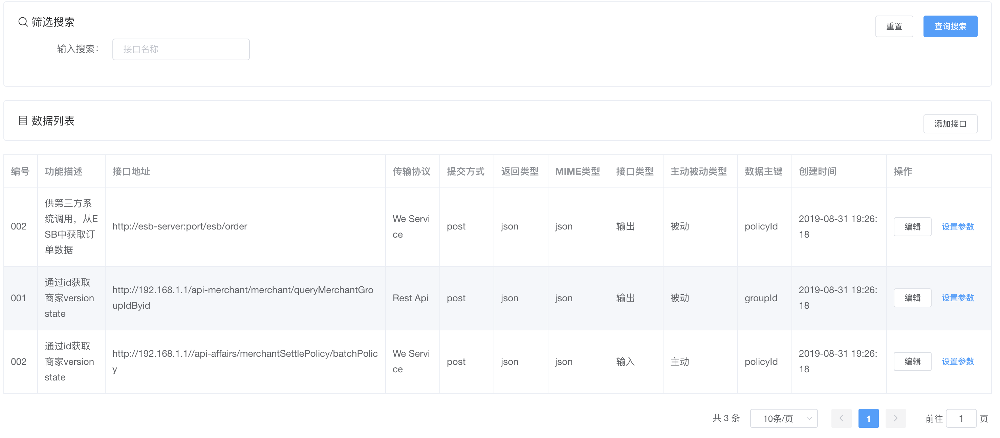 筛选搜索
重置
查询搜索
输入搜索：
接口名称
数据列表
添加接口
编号
功能描述
接口地址
传输协议
提交方式
返回类型
MIME类型
接口类型
主动被动类型
数据主键
创建时间
操作
002
供第三方系
统调用，从E
SB中获取订
单数据
http://esb-server:port/esb/order
We Servi
ce
post
json
json
输出
被动
policyId
2019-08-31 19:26:
18
编辑
设置参数
001
通过id获取
商家version
state
http://192.168.1.1/api-merchant/merchant/queryMerchantGro
upIdByid
Rest Api
post
json
json
输出
被动
groupId
2019-08-31 19:26:
18
编辑
设置参数
002
通过id获取
商家version
state
http://192.168.1.1//api-affairs/merchantSettlePolicy/batchPolic
y
We Servi
ce
post
json
json
输入
主动
policyId
2019-08-31 19:26:
18
编辑
设置参数
共 3 条
10条/页
1
前往
1
页